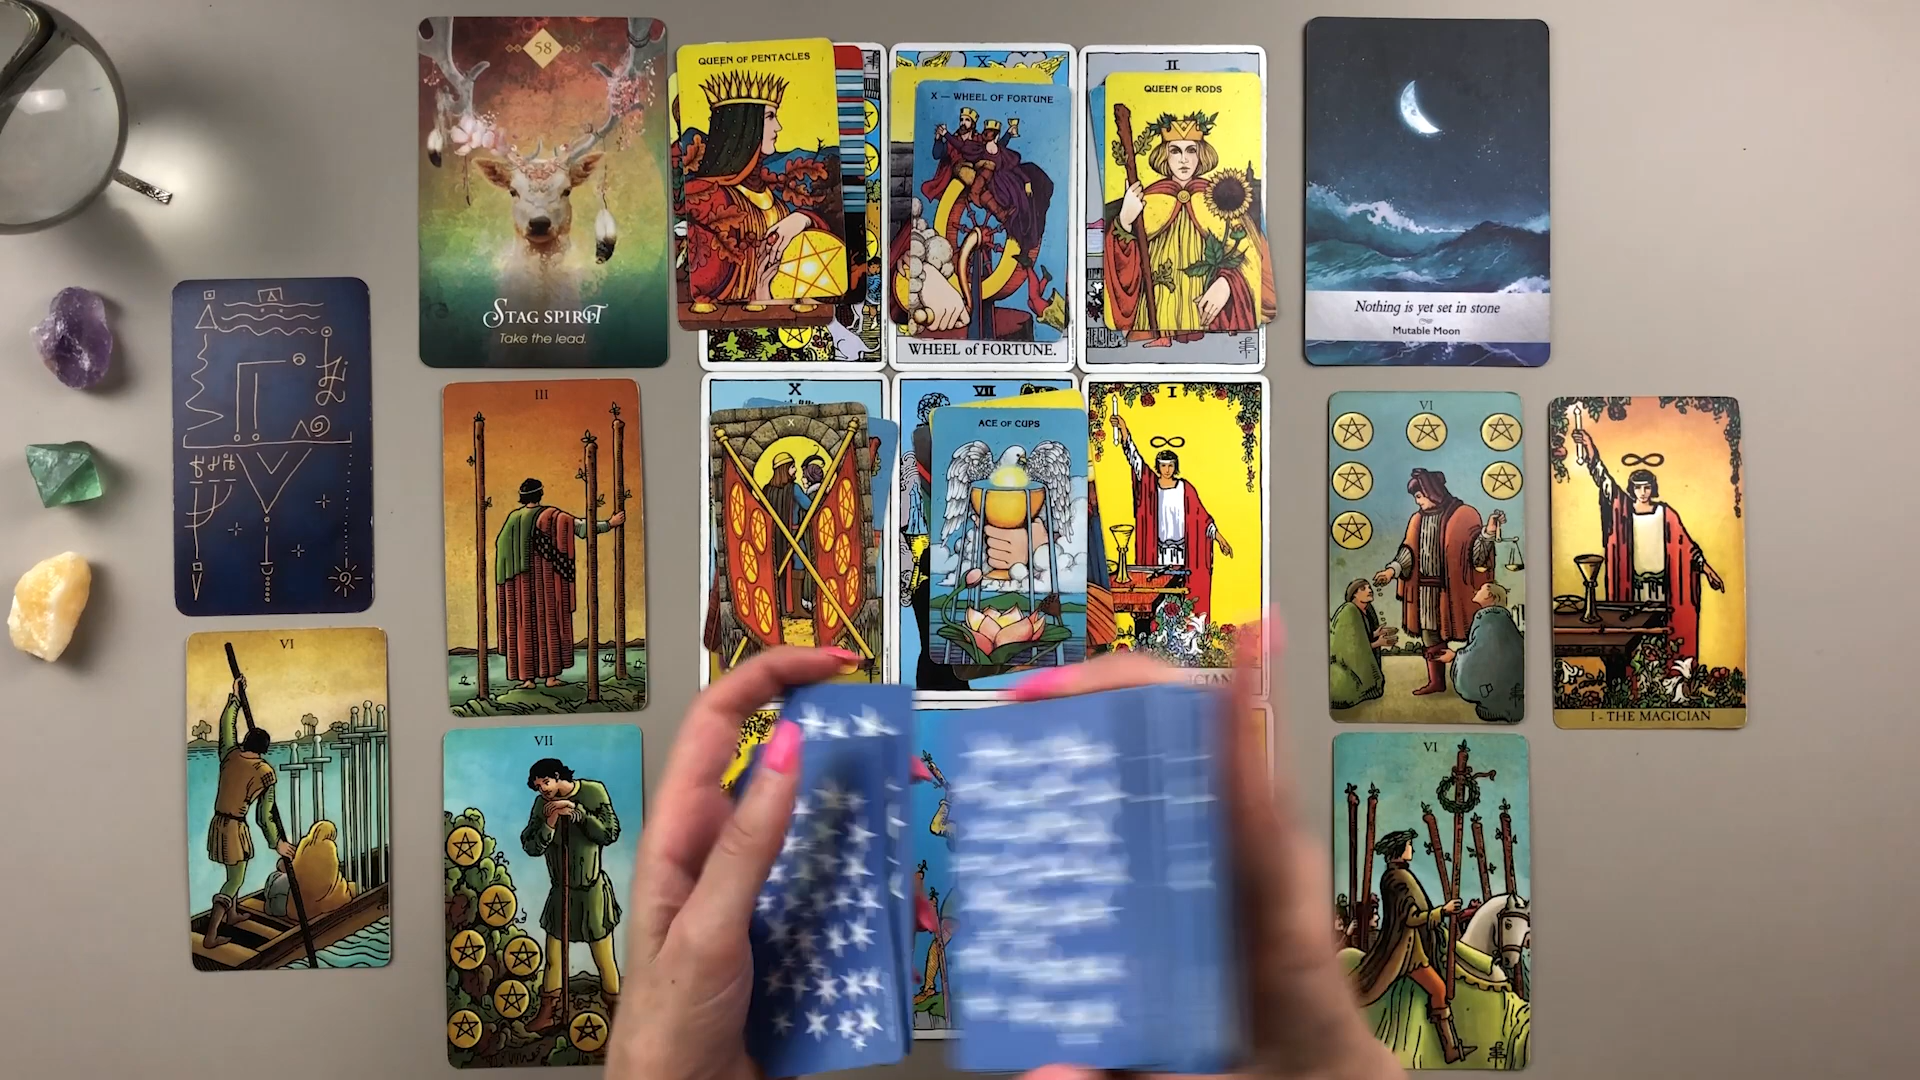 58
STAG SPIRIT
Take the lead.
QUEEN OF PENTACLES
X
X — WHEEL OF FORTUNE
WHEEL of FORTUNE.
II
QUEEN OF RODS
Nothing is yet set in stone
Mutable Moon
VI
III
VII
X
X
VII
ACE OF CUPS
I
VI
I - THE MAGICIAN
VI